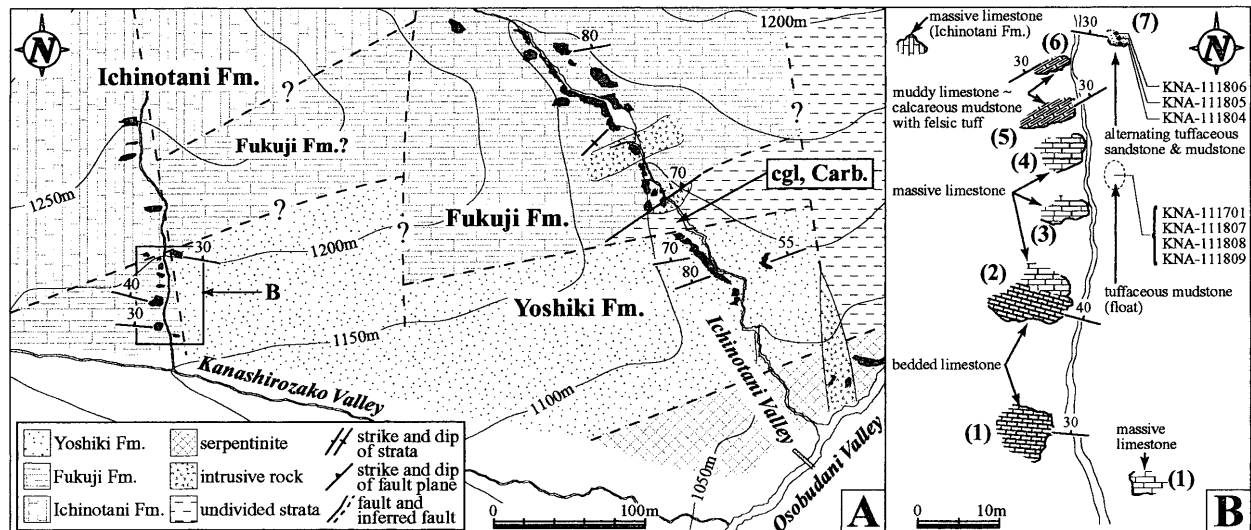 N
1200m
80
Ichinotani Fm.
?
Fukuji Fm.?
1250m
?
70
cgl, Carb.
Fukuji Fm.
?
?
30
1200m
40
B
30
70
80
55
Yoshiki Fm.
1150m
Kanashirozako Valley
1100m
Ichinotani Valley
1050m
Osobudani Valley
Yoshiki Fm.
Fukuji Fm.
Ichinotani Fm.
serpentinite
intrusive rock
undivided strata
strike and dip
of strata
strike and dip
of fault plane
fault and
inferred fault
0 100m
A
B
N
massive limestone
(Ichinotani Fm.)
30
(7)
(6)
30
muddy limestone ~
calcareous mudstone
with felsic tuff
30
(5)
KNA-111806
KNA-111805
KNA-111804
alternating tuffaceous
sandstone & mudstone
(4)
massive limestone
(3)
KNA-111701
KNA-111807
KNA-111808
KNA-111809
(2)
tuffaceous mudstone
(float)
40
bedded limestone
(1)
30
massive
limestone
(1)
0 10m
B